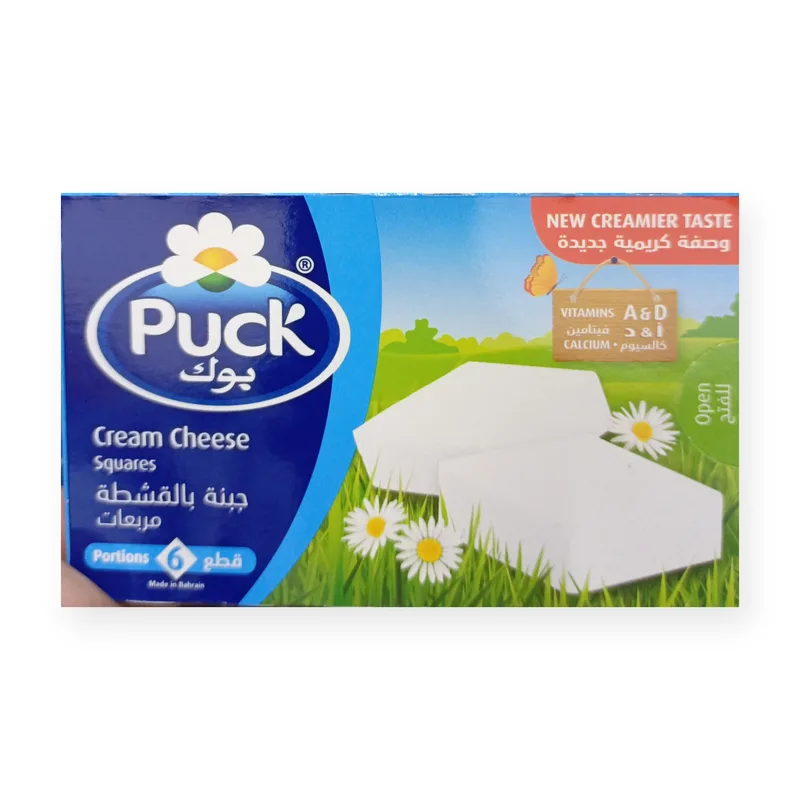 Puck®
بوك
Cream Cheese
Squares
جبنة بالقشطة
مربعات
Portions 6 قطع
Made in Bahrain
NEW CREAMIER TASTE
وصفة كريمية جديدة
VITAMINS A & D
فيتامين أ & د
CALCIUM • كالسيوم
Open
للفتح